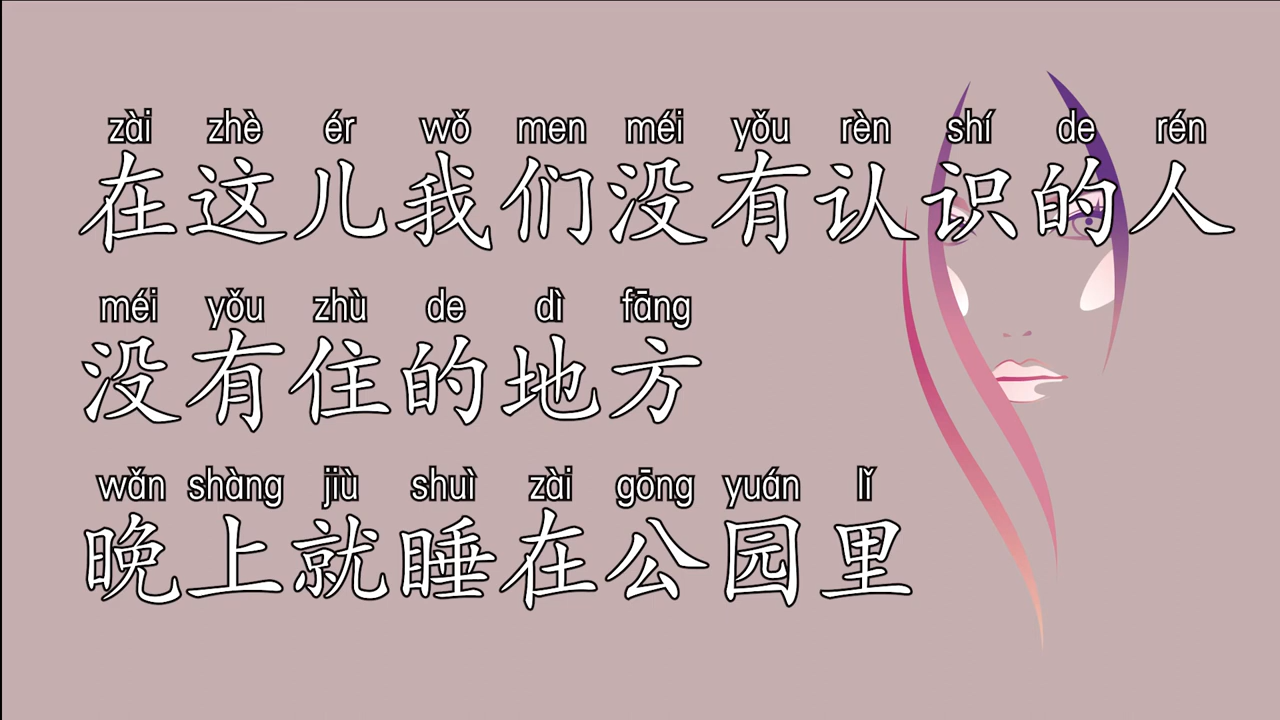 zài zhè ér wǒ men méi yǒu rèn shí de rén
在这儿我们没有认识的人
méi yǒu zhù de dì fāng
没有住的地方
wǎn shàng jiù shuì zài gōng yuán lǐ
晚上就睡在公园里